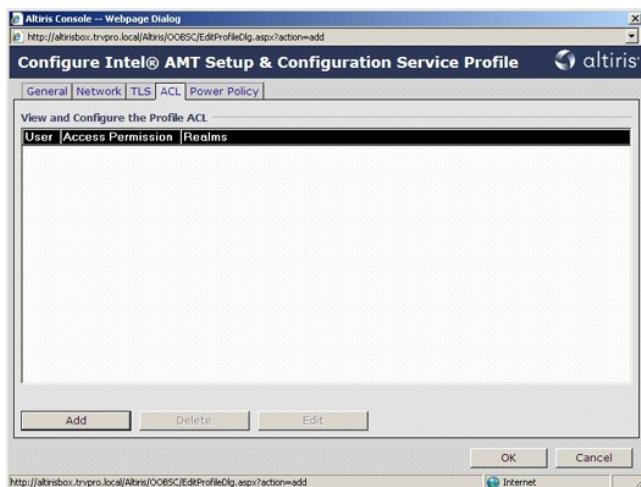 Altiris Console -- Webpage Dialog
http://altirisbox.trvpro.local/Altiris/OOBSC/EditProfileDlg.aspx?action=add
Configure Intel® AMT Setup & Configuration Service Profile
altiris
General Network TLS ACL Power Policy
View and Configure the Profile ACL
User Access Permission Realms
Add Delete Edit
OK Cancel
http://altirisbox.trvpro.local/Altiris/OOBSC/EditProfileDlg.aspx?action=add Internet